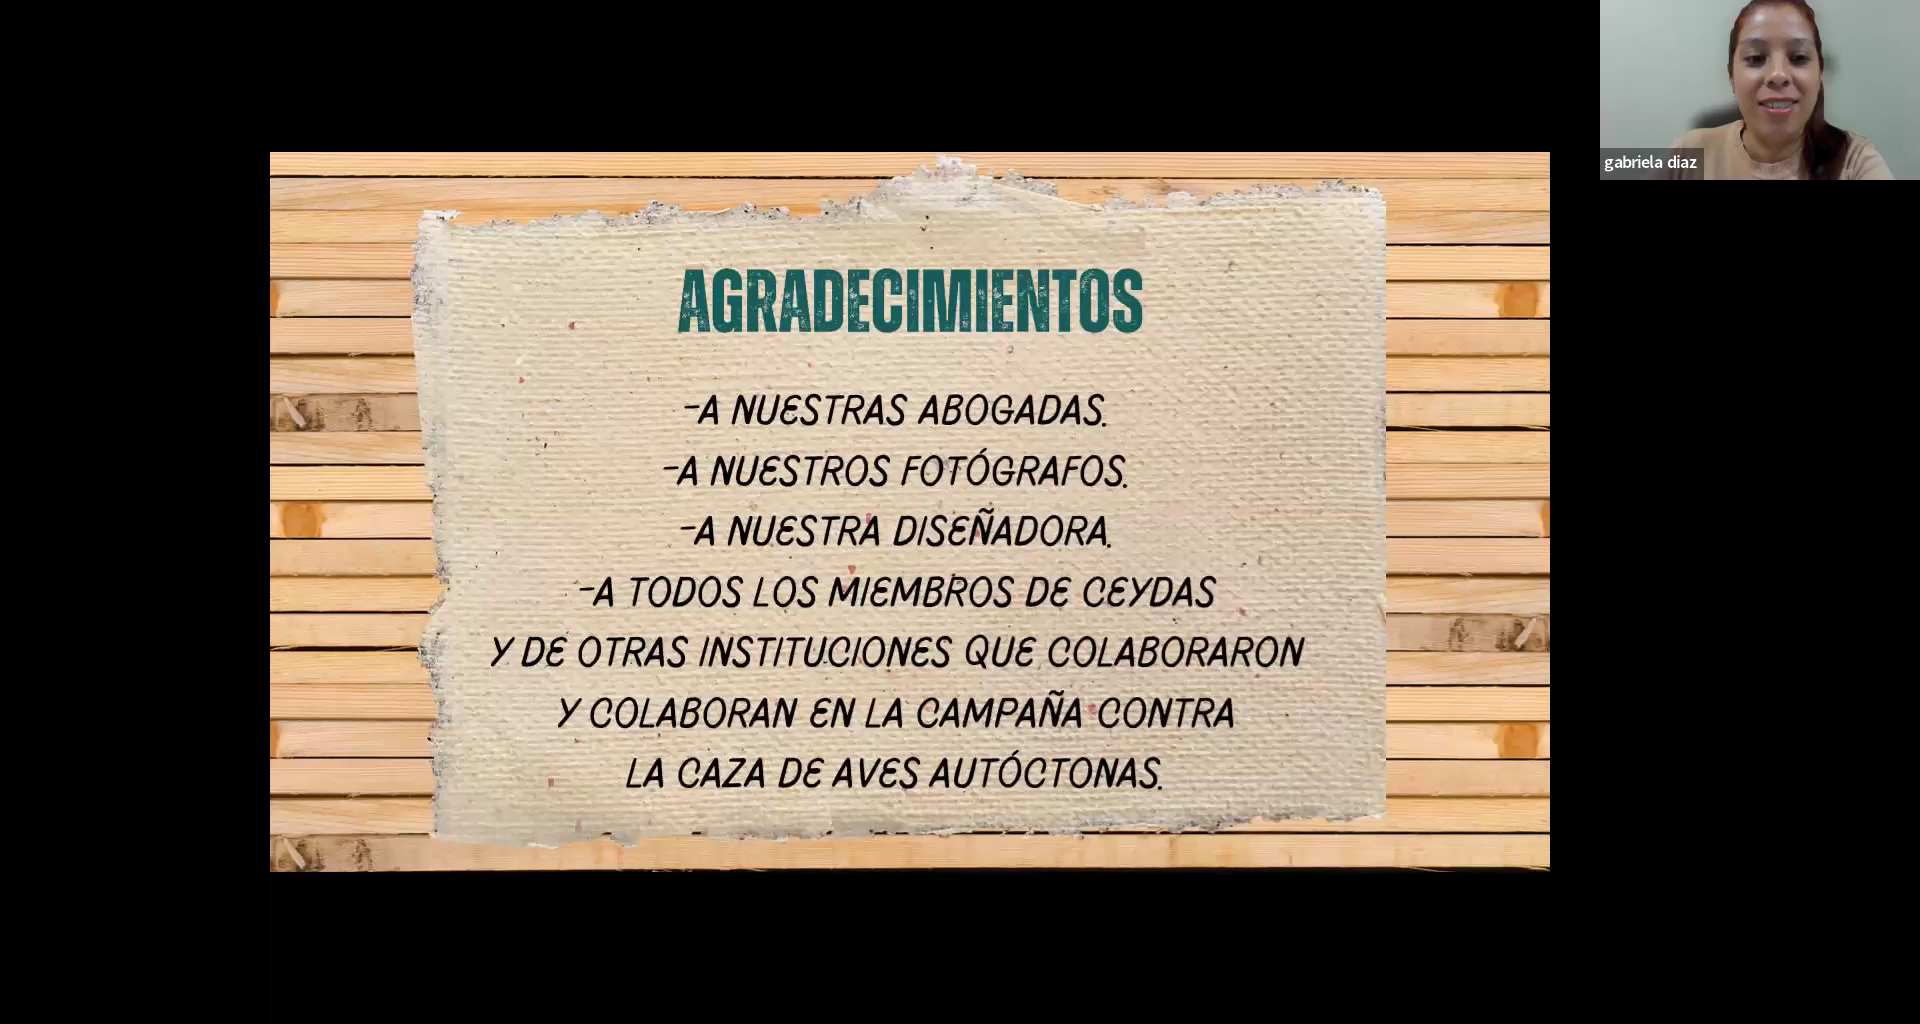 gabriela diaz
AGRADECIMIENTOS
-A NUESTRAS ABOGADAS.
-A NUESTROS FOTÓGRAFOS.
-A NUESTRA DISEÑADORA.
-A TODOS LOS MIEMBROS DE CEYDAS
Y DE OTRAS INSTITUCIONES QUE COLABORARON
Y COLABORAN EN LA CAMPAÑA CONTRA
LA CAZA DE AVES AUTÓCTONAS.